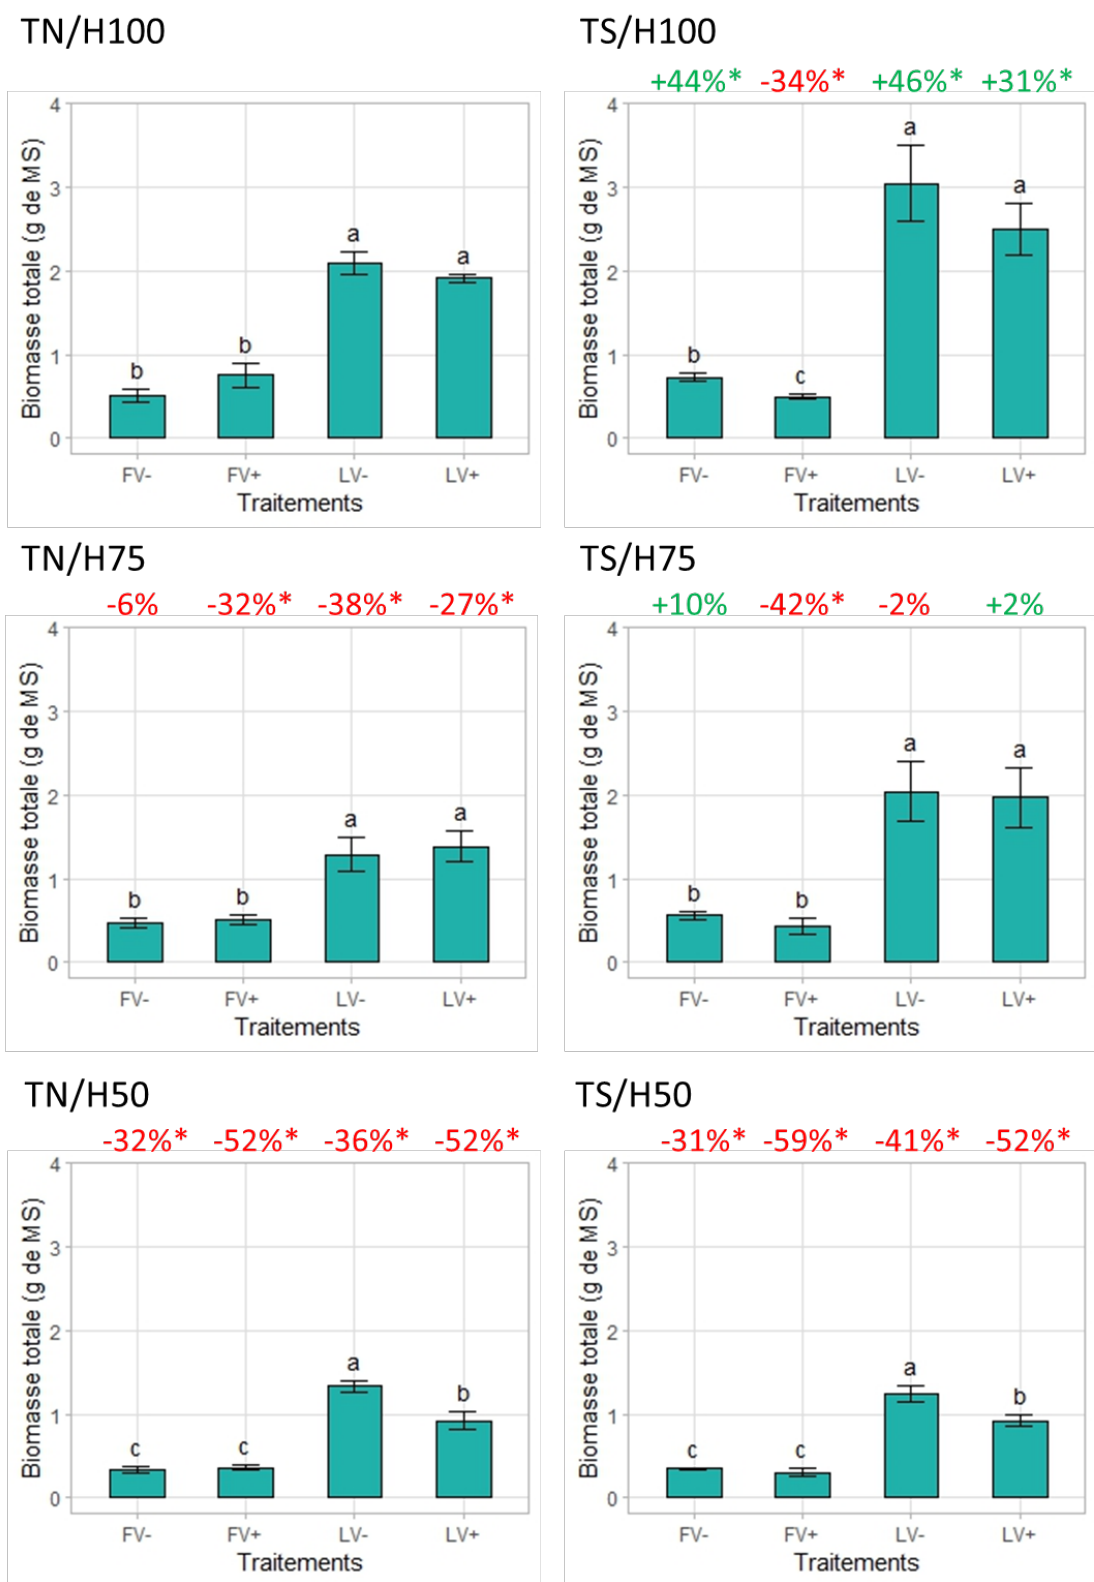 TN/H100
4
3
2
1
0
Biomasse totale (g de MS)
b
b
a
a
FV-
FV+
LV-
LV+
Traitements
TS/H100
+44%* -34%* +46%* +31%*
4
3
2
1
0
Biomasse totale (g de MS)
b
c
a
a
FV-
FV+
LV-
LV+
Traitements
TN/H75
-6% -32%* -38%* -27%*
4
3
2
1
0
Biomasse totale (g de MS)
b
b
a
a
FV-
FV+
LV-
LV+
Traitements
TS/H75
+10% -42%* -2% +2%
4
3
2
1
0
Biomasse totale (g de MS)
b
b
a
a
FV-
FV+
LV-
LV+
Traitements
TN/H50
-32%* -52%* -36%* -52%*
4
3
2
1
0
Biomasse totale (g de MS)
c
c
a
b
FV-
FV+
LV-
LV+
Traitements
TS/H50
-31%* -59%* -41%* -52%*
4
3
2
1
0
Biomasse totale (g de MS)
c
c
a
b
FV-
FV+
LV-
LV+
Traitements